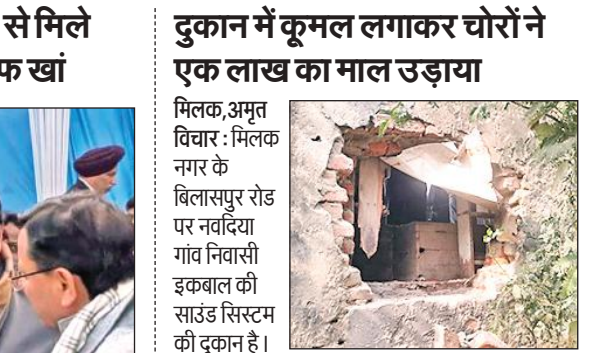 से मिले
फ खां
दुकान में कूमल लगाकर चोरों ने
एक लाख का माल उड़ाया
मिलक,अमृत
विचार : मिलक
नगर के
बिलासपुर रोड
पर नवदिया
गांव निवासी
इकबाल की
साउंड सिस्टम
की दुकान है।